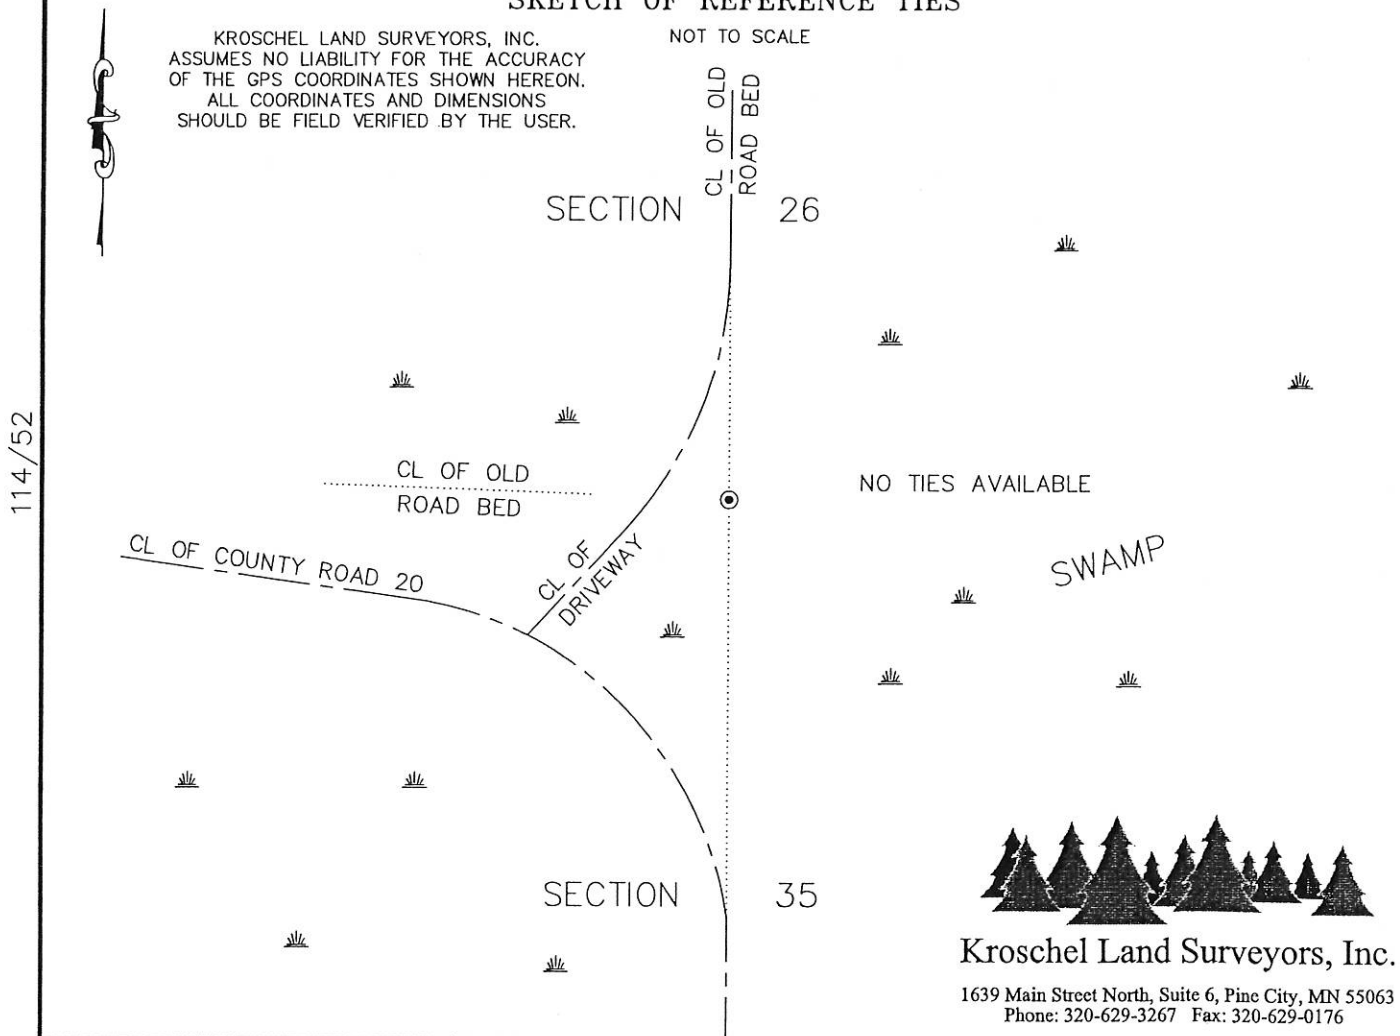 SKETCH OF REFERENCE TIES
NOT TO SCALE
KROSCHEL LAND SURVEYORS, INC.
ASSUMES NO LIABILITY FOR THE ACCURACY
OF THE GPS COORDINATES SHOWN HEREON.
ALL COORDINATES AND DIMENSIONS
SHOULD BE FIELD VERIFIED BY THE USER.
CL OF OLD
ROAD BED
SECTION 26
114/52
CL OF OLD
ROAD BED
NO TIES AVAILABLE
CL OF COUNTY ROAD 20
CL OF
DRIVEWAY
SWAMP
SECTION 35
Kroschel Land Surveyors, Inc.
1639 Main Street North, Suite 6, Pine City, MN 55063
Phone: 320-629-3267 Fax: 320-629-0176